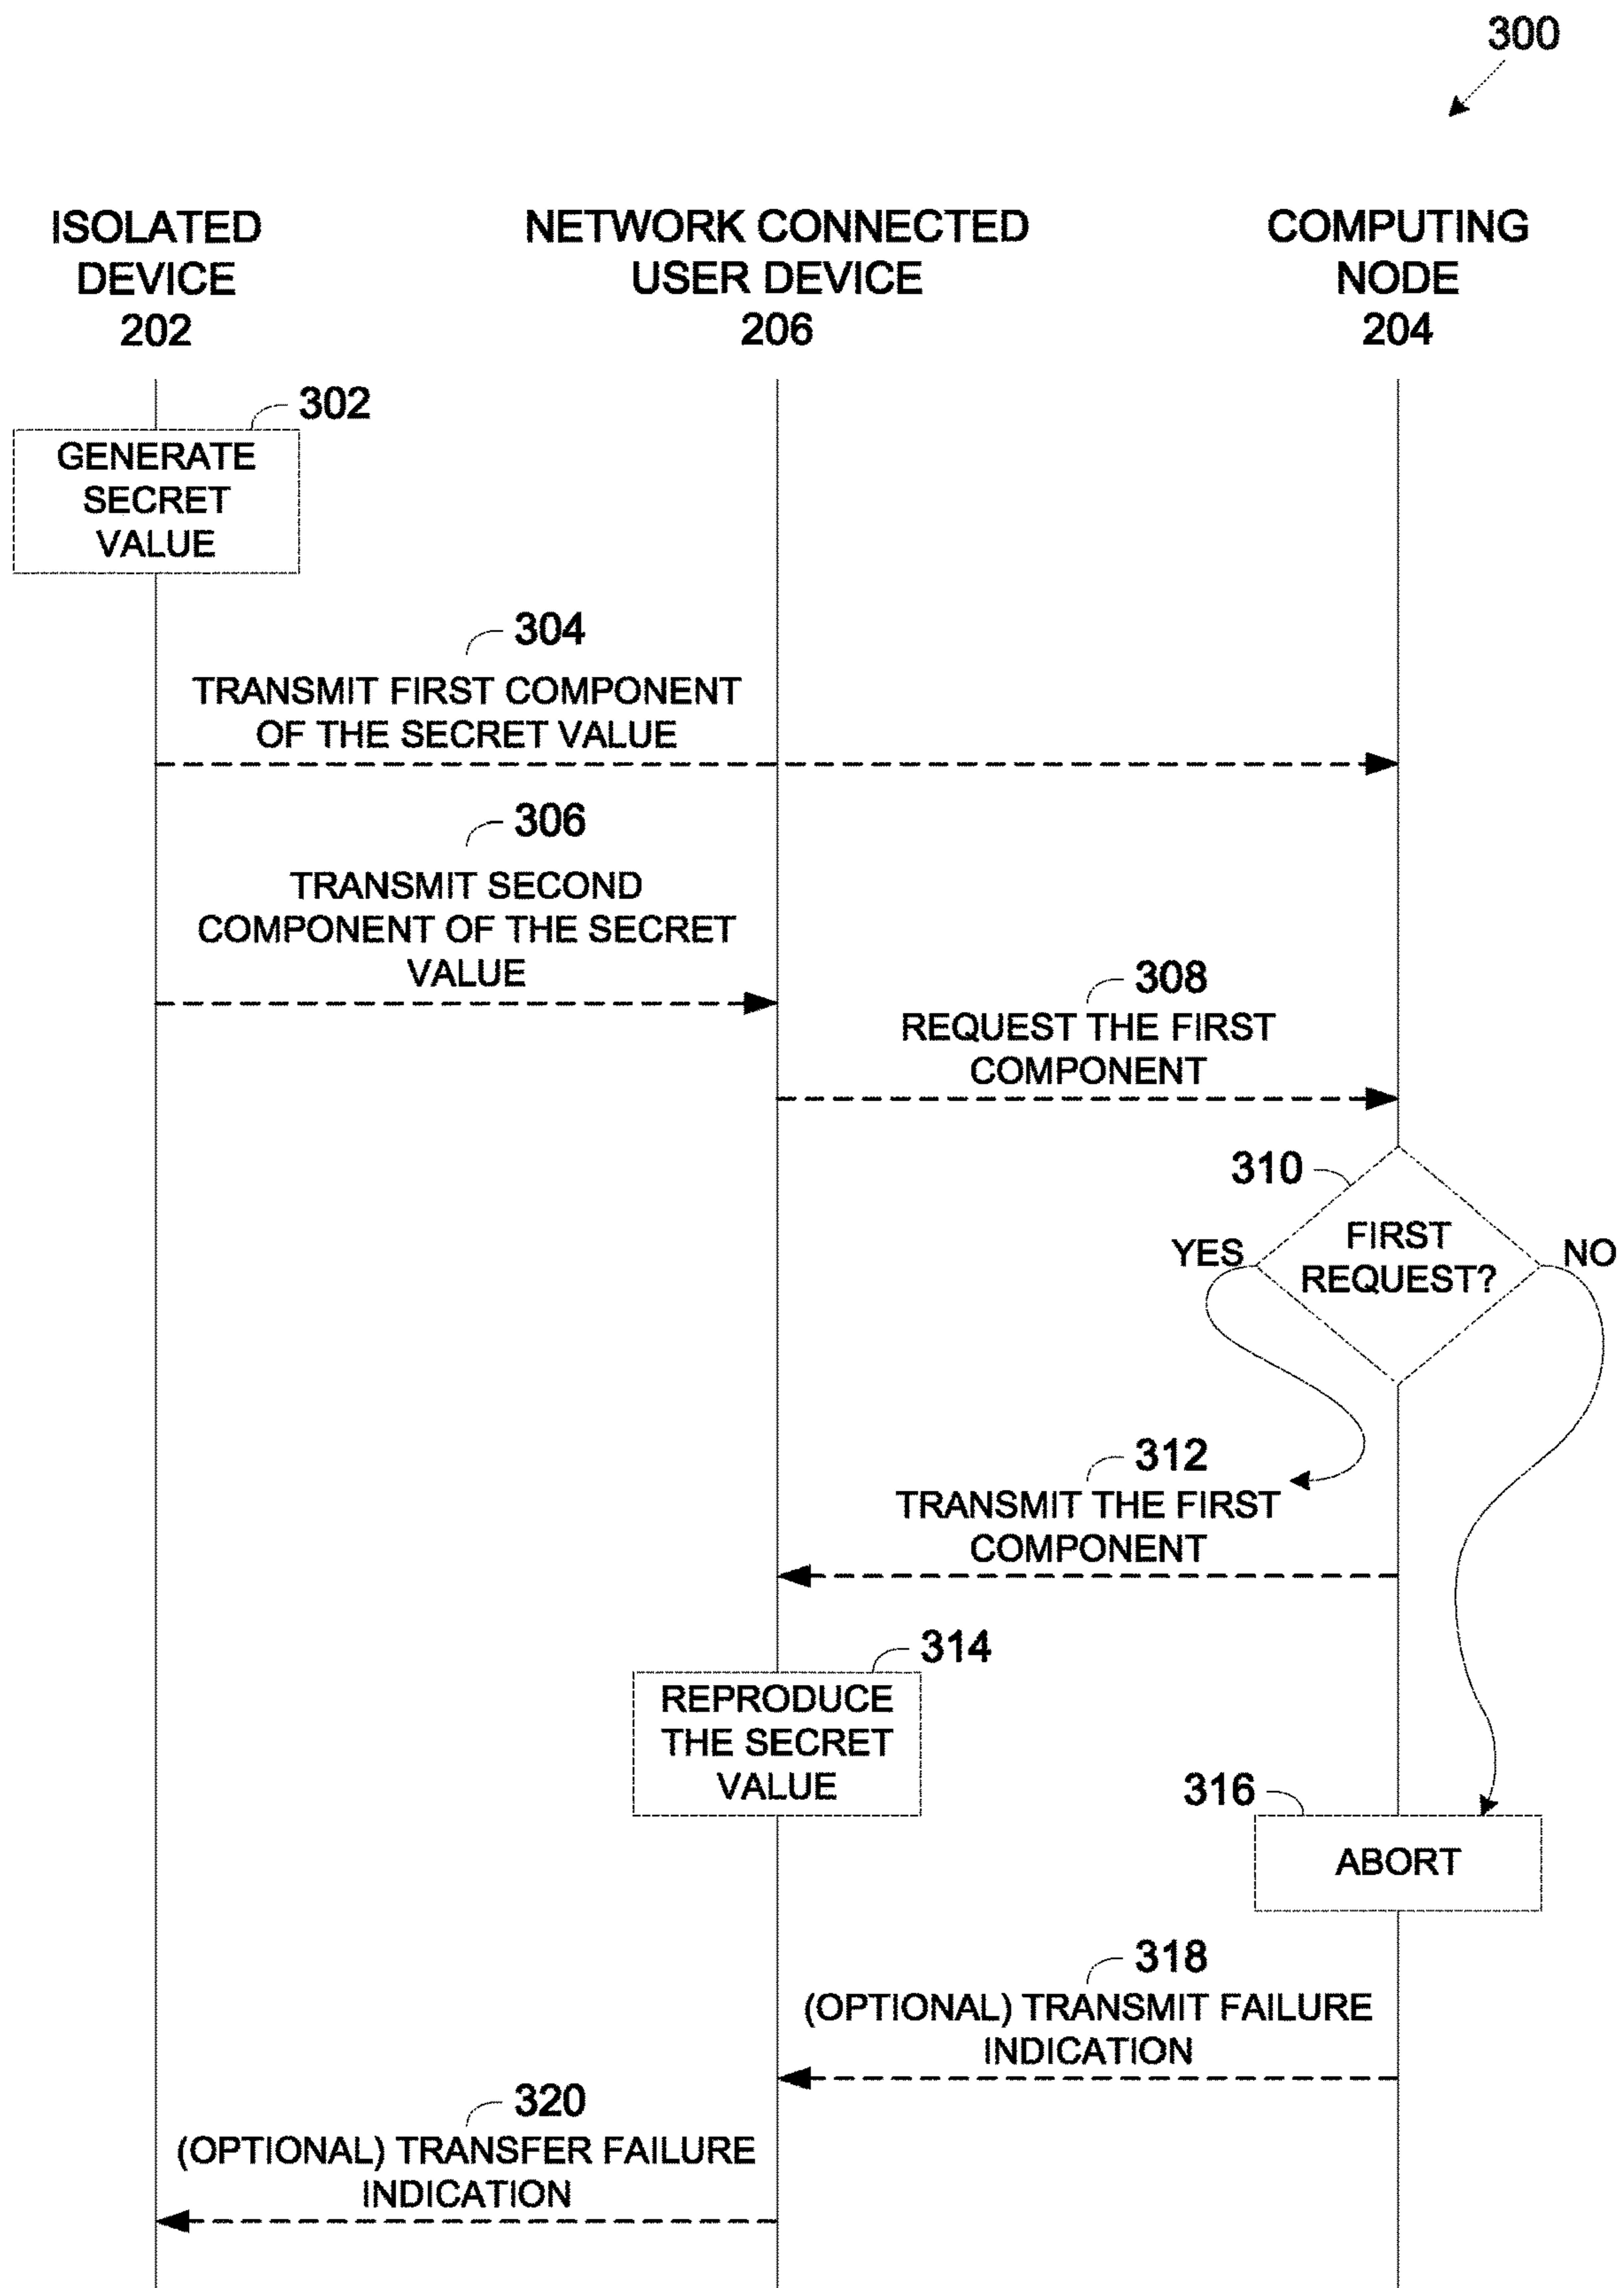 300
ISOLATED
DEVICE
202
NETWORK CONNECTED
USER DEVICE
206
COMPUTING
NODE
204
302
GENERATE
SECRET
VALUE
304
TRANSMIT FIRST COMPONENT
OF THE SECRET VALUE
306
TRANSMIT SECOND
COMPONENT OF THE SECRET
VALUE
308
REQUEST THE FIRST
COMPONENT
310
FIRST
REQUEST?
YES
NO
312
TRANSMIT THE FIRST
COMPONENT
314
REPRODUCE
THE SECRET
VALUE
316
ABORT
318
(OPTIONAL) TRANSMIT FAILURE
INDICATION
320
(OPTIONAL) TRANSFER FAILURE
INDICATION